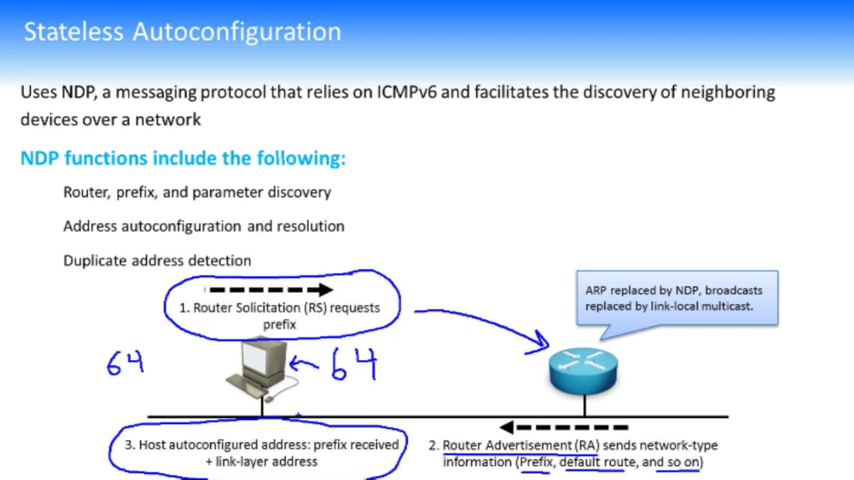 Stateless Autoconfiguration
Uses NDP, a messaging protocol that relies on ICMPv6 and facilitates the discovery of neighboring
devices over a network
NDP functions include the following:
Router, prefix, and parameter discovery
Address autoconfiguration and resolution
Duplicate address detection
1. Router Solicitation (RS) requests
prefix
ARP replaced by NDP, broadcasts
replaced by link-local multicast.
64
64
3. Host autoconfigured address: prefix received
+ link-layer address
2. Router Advertisement (RA) sends network-type
information (Prefix, default route, and so on)